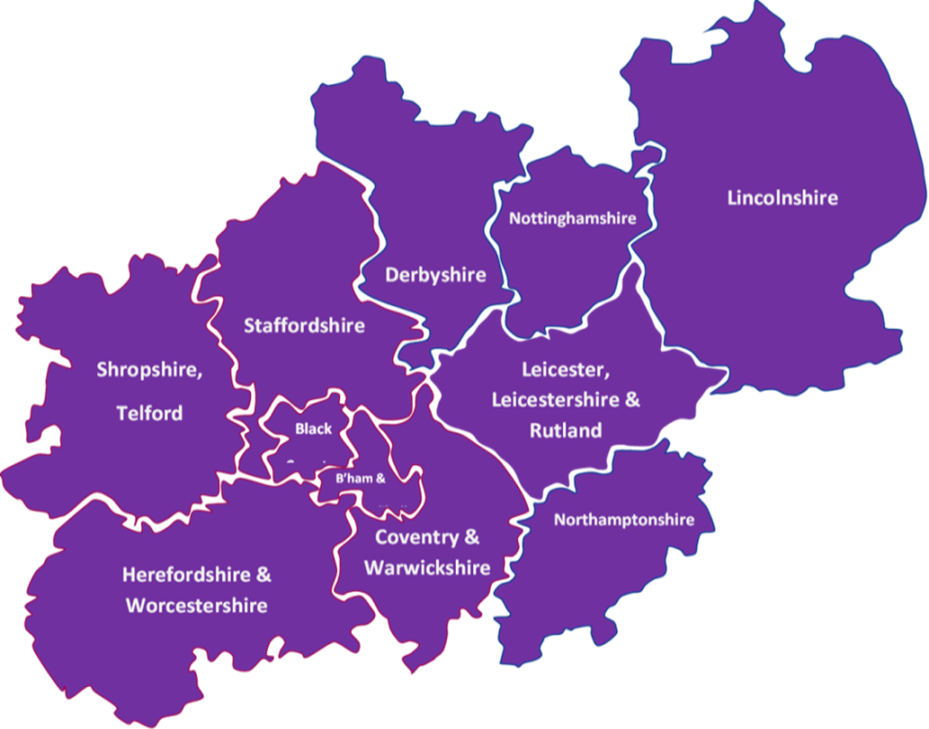 Lincolnshire
Nottinghamshire
Derbyshire
Staffordshire
Shropshire,
Telford
Leicester,
Leicestershire &
Rutland
Black
B'ham &
Northamptonshire
Coventry &
Warwickshire
Herefordshire &
Worcestershire